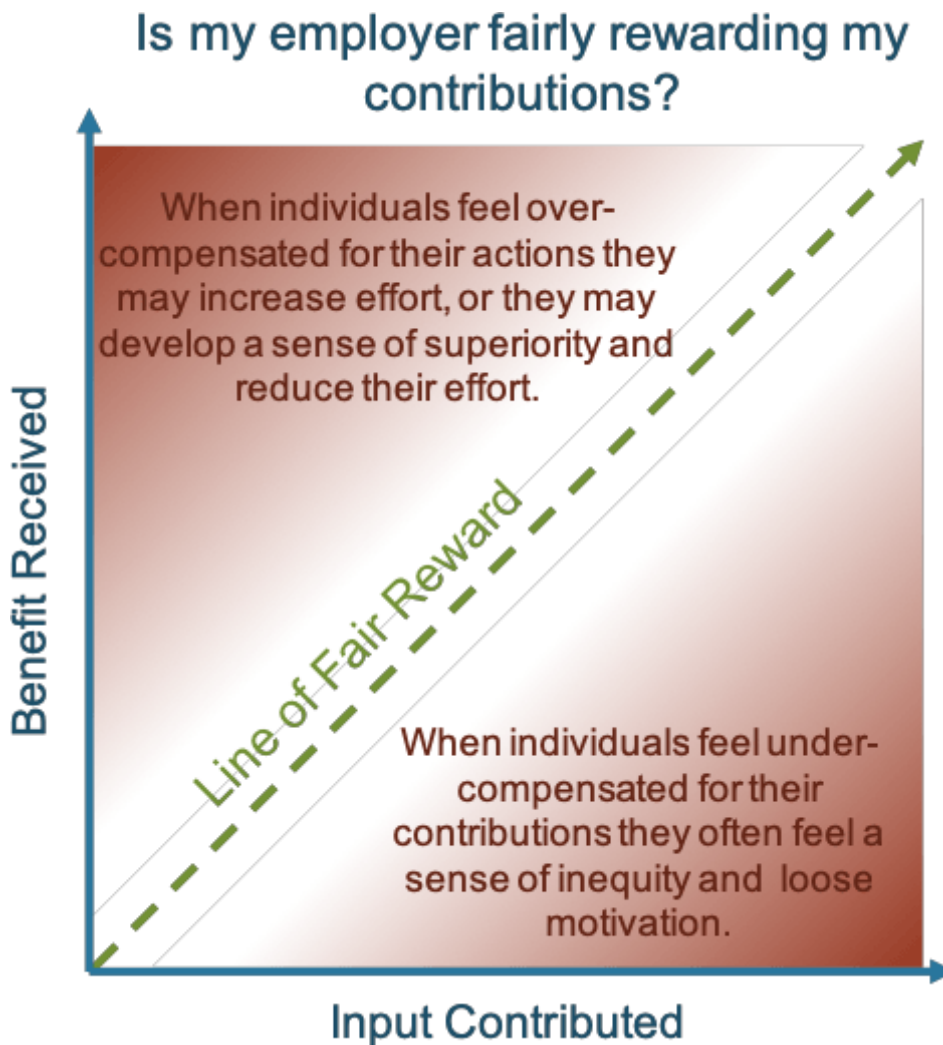 Is my employer fairly rewarding my
contributions?
When individuals feel over-
compensated for their actions they
may increase effort, or they may
develop a sense of superiority and
reduce their effort.
Benefit Received
Line of Fair Reward
When individuals feel under-
compensated for their
contributions they often feel a
sense of inequity and loose
motivation.
Input Contributed